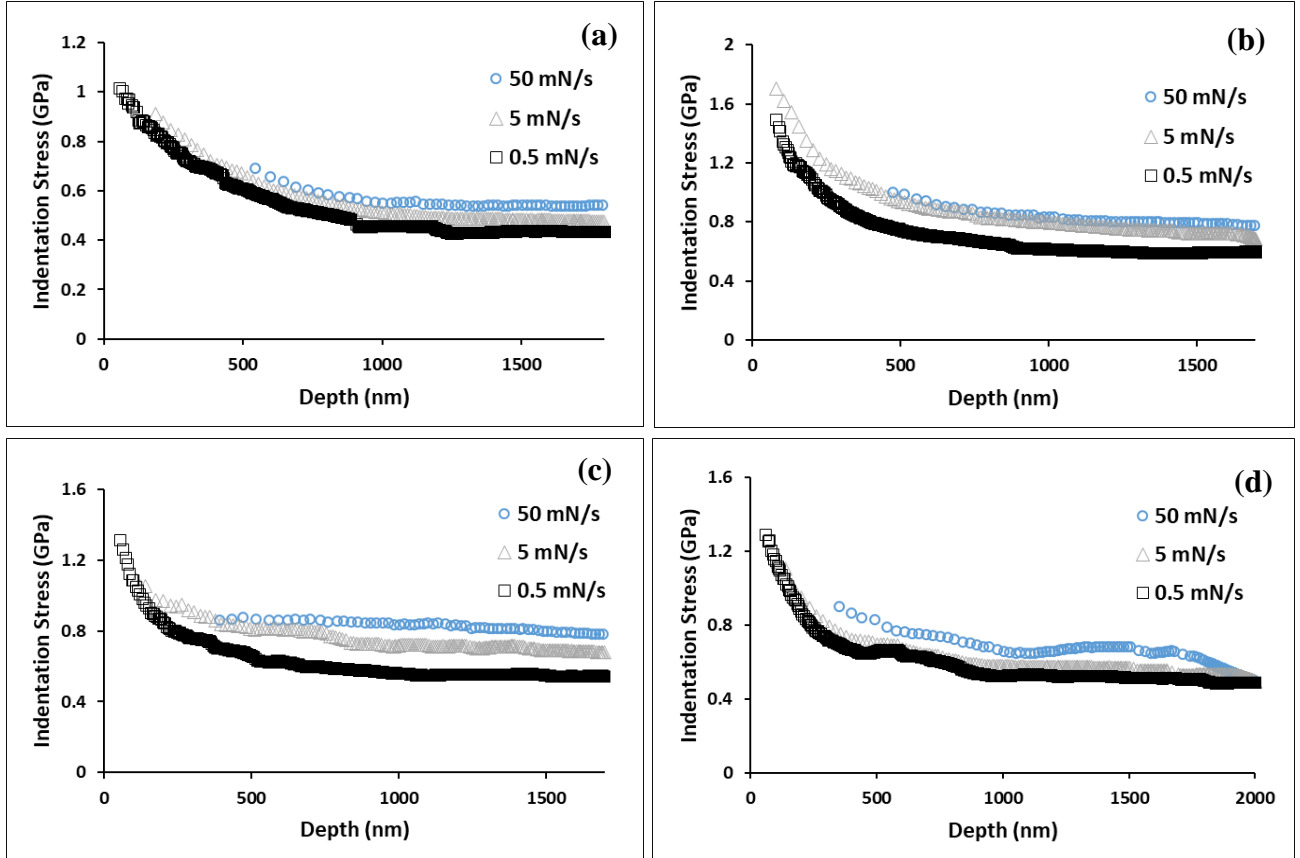 (a)
1.2
1
0.8
0.6
0.4
0.2
0
0
500
1000
1500
Indentation Stress (GPa)
Depth (nm)
50 mN/s
5 mN/s
0.5 mN/s
(b)
2
1.6
1.2
0.8
0.4
0
0
500
1000
1500
Indentation Stress (GPa)
Depth (nm)
50 mN/s
5 mN/s
0.5 mN/s
(c)
1.6
1.2
0.8
0.4
0
0
500
1000
1500
Indentation Stress (GPa)
Depth (nm)
50 mN/s
5 mN/s
0.5 mN/s
(d)
1.6
1.2
0.8
0.4
0
0
500
1000
1500
2000
Indentation Stress (GPa)
Depth (nm)
50 mN/s
5 mN/s
0.5 mN/s